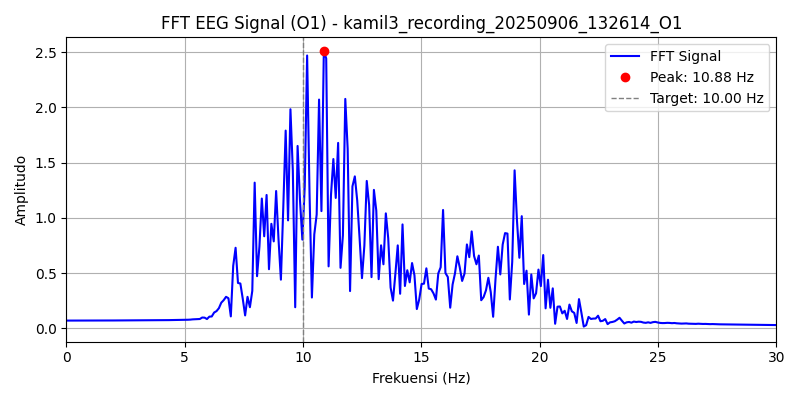 FFT EEG Signal (O1) - kamil3_recording_20250906_132614_O1
FFT Signal
Peak: 10.88 Hz
Target: 10.00 Hz
Amplitudo
2.5
2.0
1.5
1.0
0.5
0.0
0 5 10 15 20 25 30
Frekuensi (Hz)